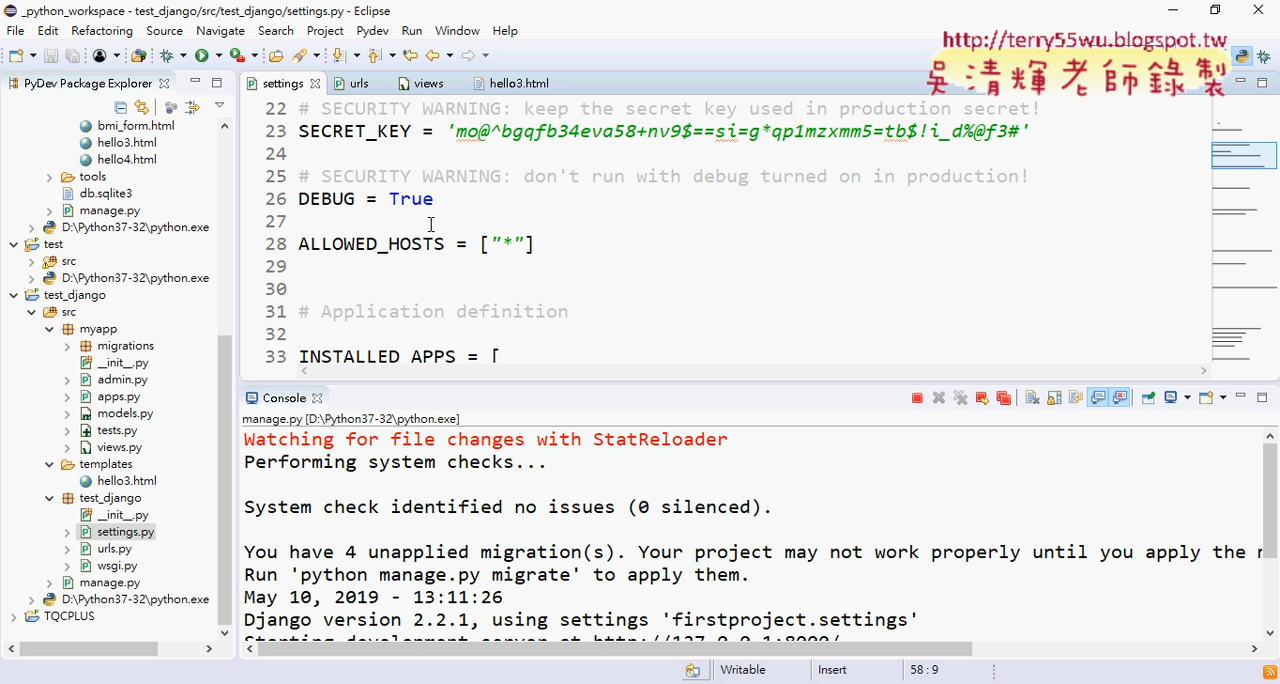 _python_workspace - test_django/src/test_django/settings.py - Eclipse
File Edit Refactoring Source Navigate Search Project Pydev Run Window Help
http://terry55wu.blogspot.tw
吳清輝老師錄製
PyDev Package Explorer
settings urls views hello3.html
bmi_form.html
hello3.html
hello4.html
tools
db.sqlite3
manage.py
D:\Python37-32\python.exe
test
src
D:\Python37-32\python.exe
test_django
src
myapp
migrations
__init__.py
admin.py
apps.py
models.py
tests.py
views.py
templates
hello3.html
test_django
__init__.py
settings.py
urls.py
wsgi.py
manage.py
D:\Python37-32\python.exe
TQCPLUS
22 # SECURITY WARNING: keep the secret key used in production secret!
23 SECRET_KEY = 'mo@^bgqfb34eva58+nv9$==si=g*qp1mzxmm5=tb$!i_d%@f3#'
24
25 # SECURITY WARNING: don't run with debug turned on in production!
26 DEBUG = True
27
28 ALLOWED_HOSTS = ["*"]
29
30
31 # Application definition
32
33 INSTALLED_APPS = [
Console
manage.py [D:\Python37-32\python.exe]
Watching for file changes with StatReloader
Performing system checks...
System check identified no issues (0 silenced).
You have 4 unapplied migration(s). Your project may not work properly until you apply the
Run 'python manage.py migrate' to apply them.
May 10, 2019 - 13:11:26
Django version 2.2.1, using settings 'firstproject.settings'
Starting development server at http://127.0.0.1:8000/
Writable Insert 58 : 9